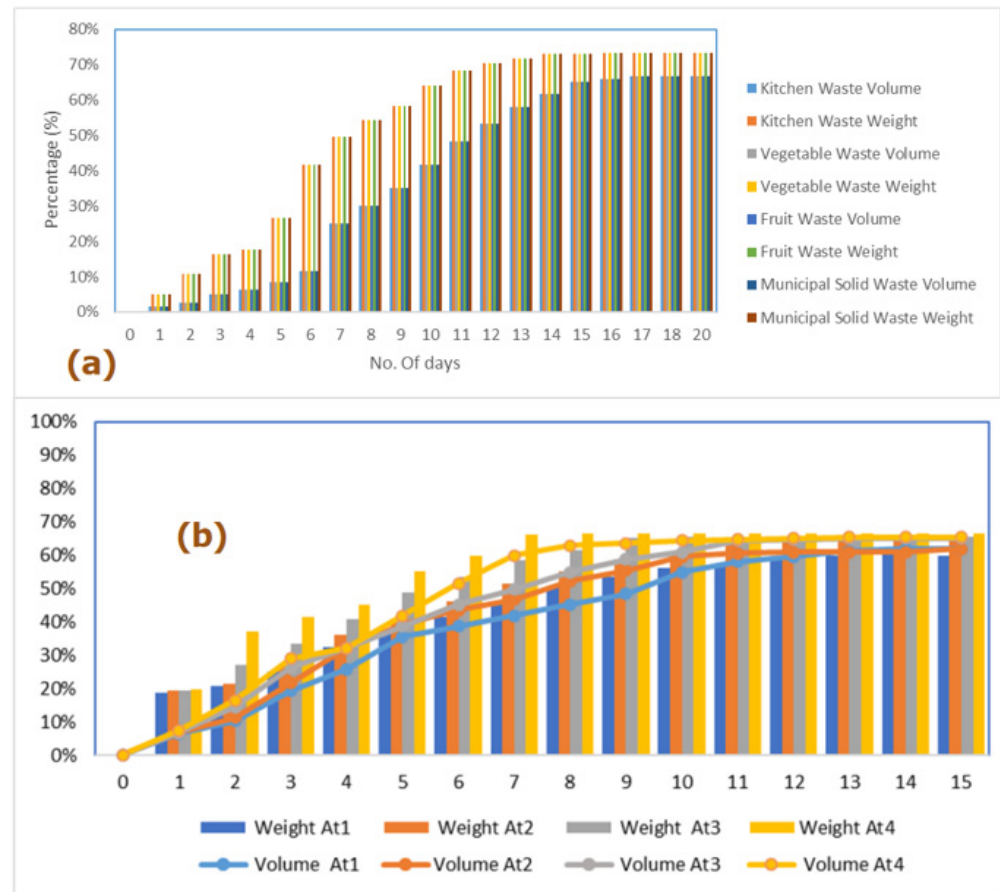 80%
70%
60%
50%
40%
30%
20%
10%
0%
Percentage (%)
0 1 2 3 4 5 6 7 8 9 10 11 12 13 14 15 16 17 18 20
No. Of days
(a)
Kitchen Waste Volume
Kitchen Waste Weight
Vegetable Waste Volume
Vegetable Waste Weight
Fruit Waste Volume
Fruit Waste Weight
Municipal Solid Waste Volume
Municipal Solid Waste Weight
100%
90%
80%
70%
60%
50%
40%
30%
20%
10%
0%
(b)
0 1 2 3 4 5 6 7 8 9 10 11 12 13 14 15
Weight At1 Weight At2 Weight At3 Weight At4
Volume At1 Volume At2 Volume At3 Volume At4